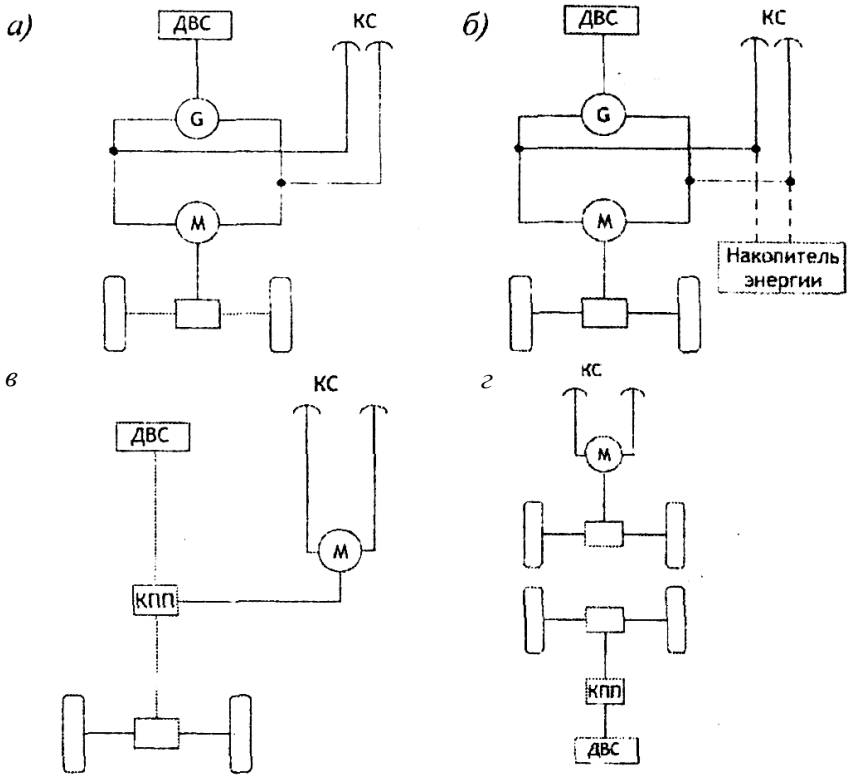 а)
ДВС
КС
G
М
б)
ДВС
КС
G
М
Накопитель
энергии
в
КС
ДВС
М
КПП
г
КС
М
КПП
ДВС